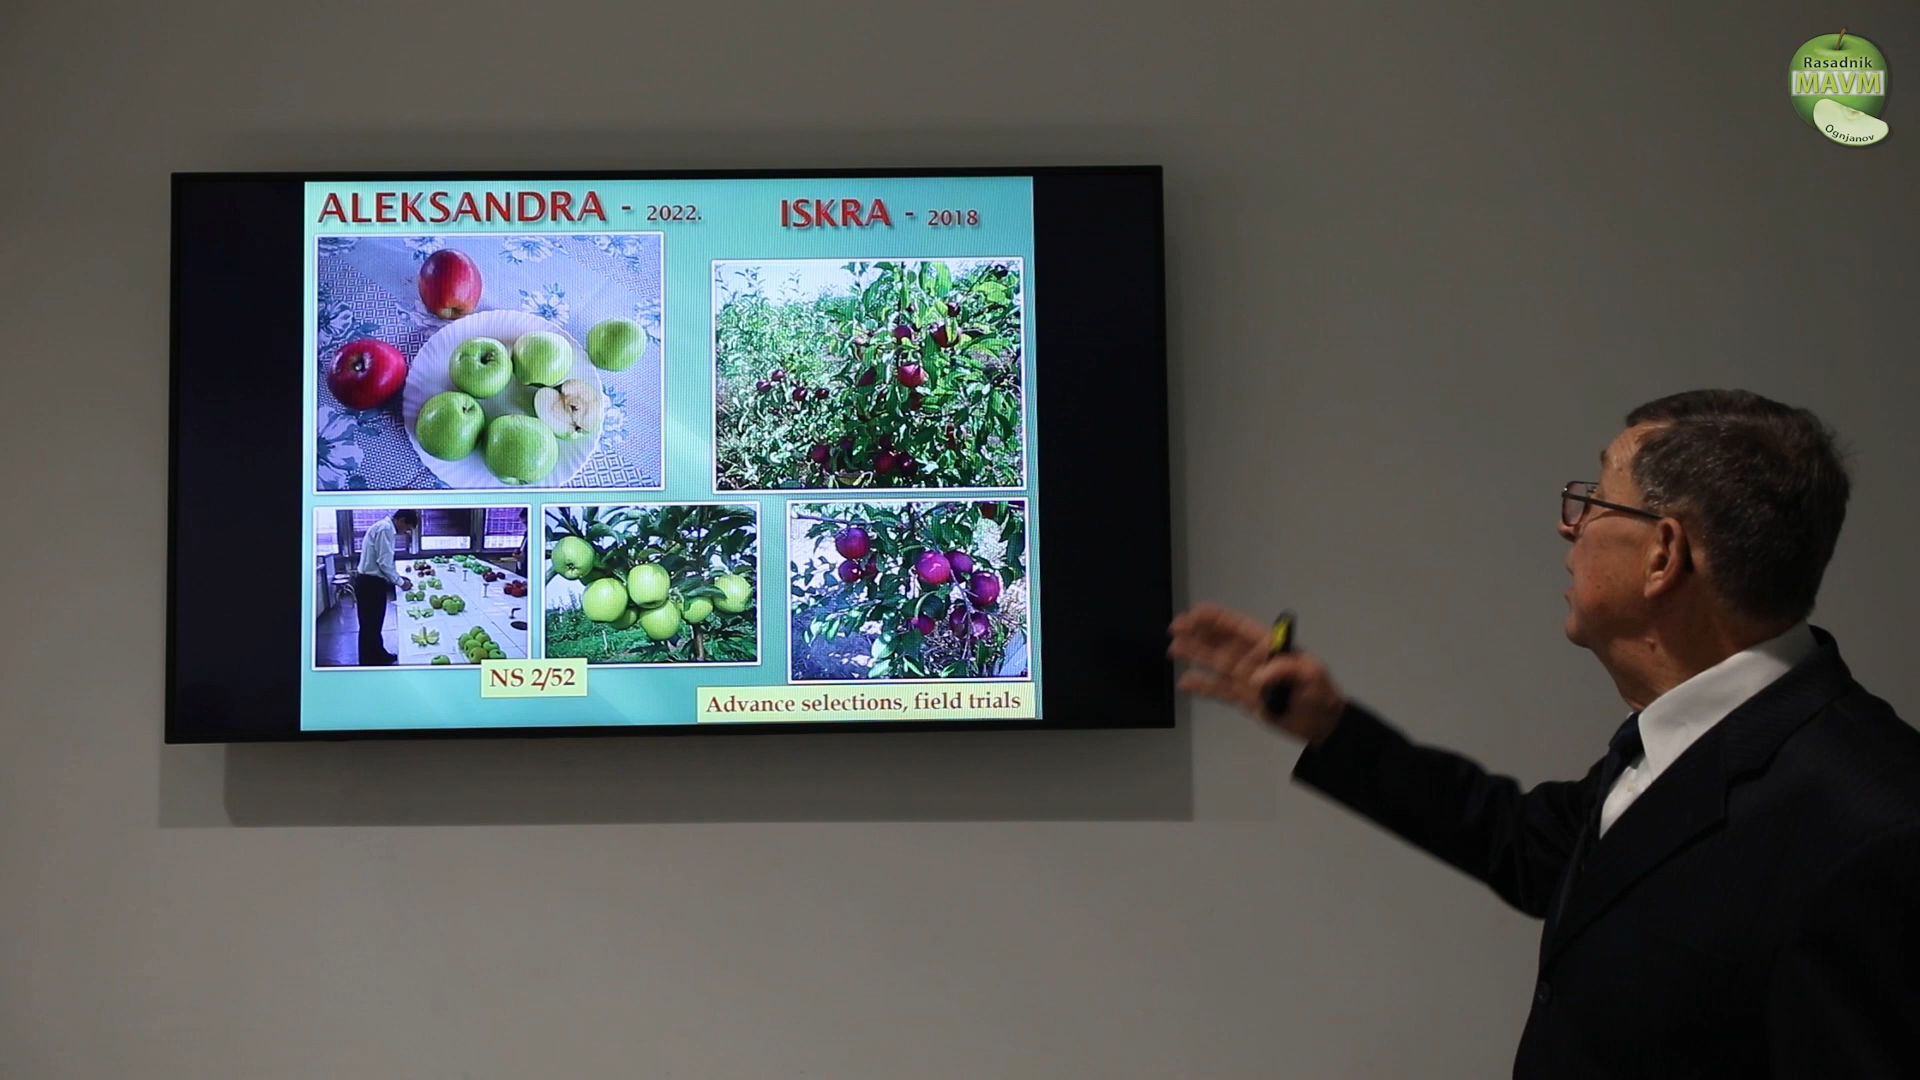 Rasadnik
MAVM
Ognjanov
ALEKSANDRA - 2022.
ISKRA - 2018
NS 2/52
Advance selections, field trials